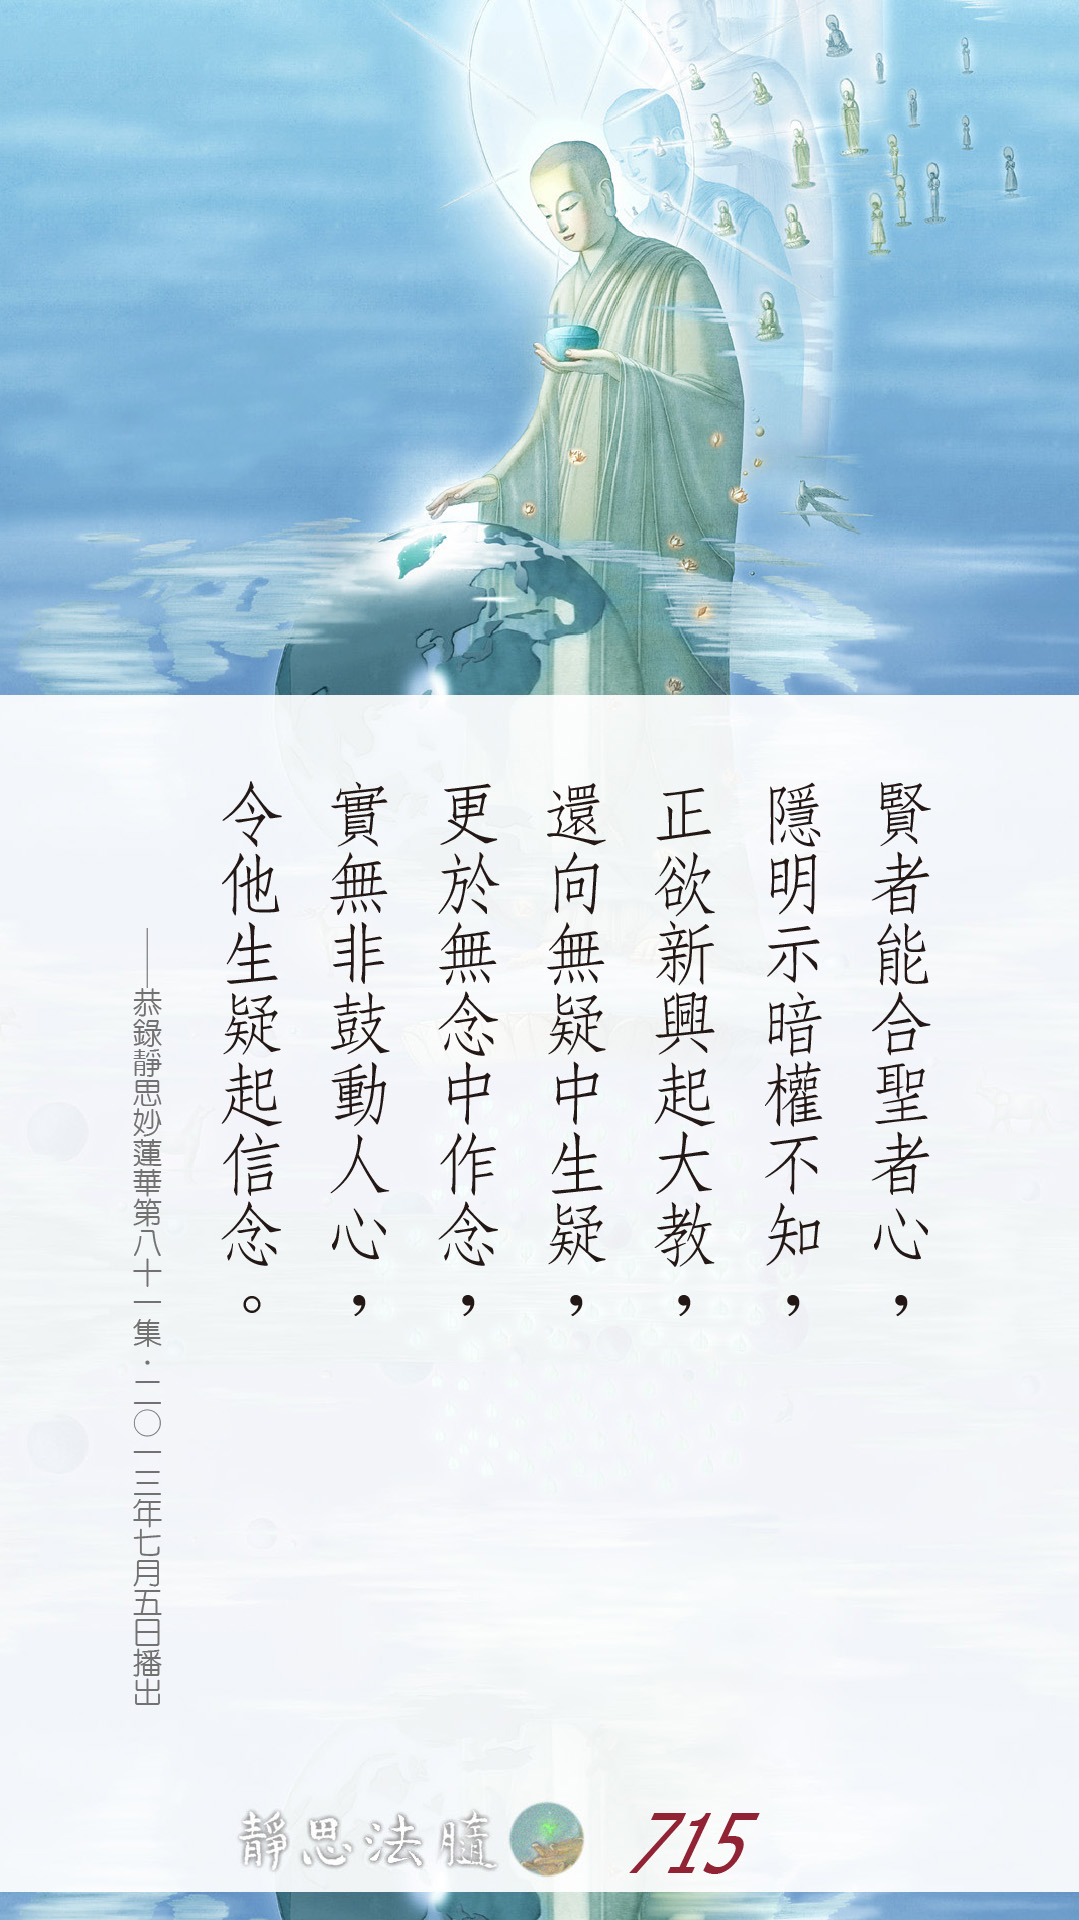 賢者能合聖者心，
隱明示暗權不知，
正欲新興起大教，
還向無疑中生疑，
更於無念中作念，
實無非鼓動人心，
令他生疑起信念。
——恭錄靜思妙蓮華第八十一集・二〇一三年七月五日播出
靜思法髓
715